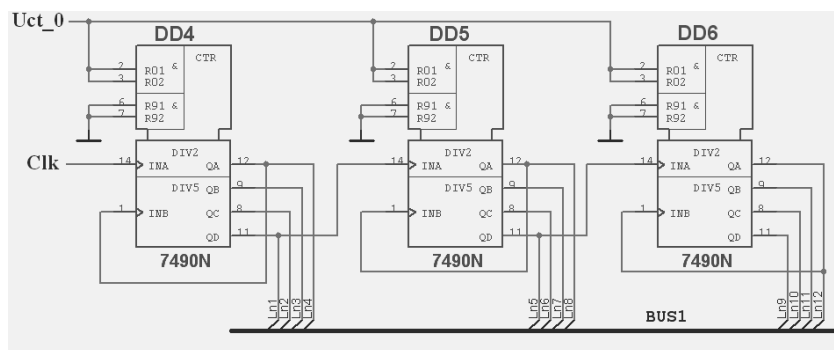 Uct_0
DD4 DD5 DD6
2 R01 & CTR 2 R01 & CTR 2 R01 & CTR
3 R02 3 R02 3 R02
6 R91 & 6 R91 & 6 R91 &
7 R92 7 R92 7 R92
DIV2 DIV2 DIV2
Clk 14 INA QA 12 14 INA QA 12 14 INA QA 12
DIV5 QB 9 DIV5 QB 9 DIV5 QB 9
1 INB QC 8 1 INB QC 8 1 INB QC 8
QD 11 QD 11 QD 11
7490N 7490N 7490N
Ln1 Ln2 Ln3 Ln4 Ln5 Ln6 Ln7 Ln8 Ln9 Ln10 Ln11 Ln12
BUS1